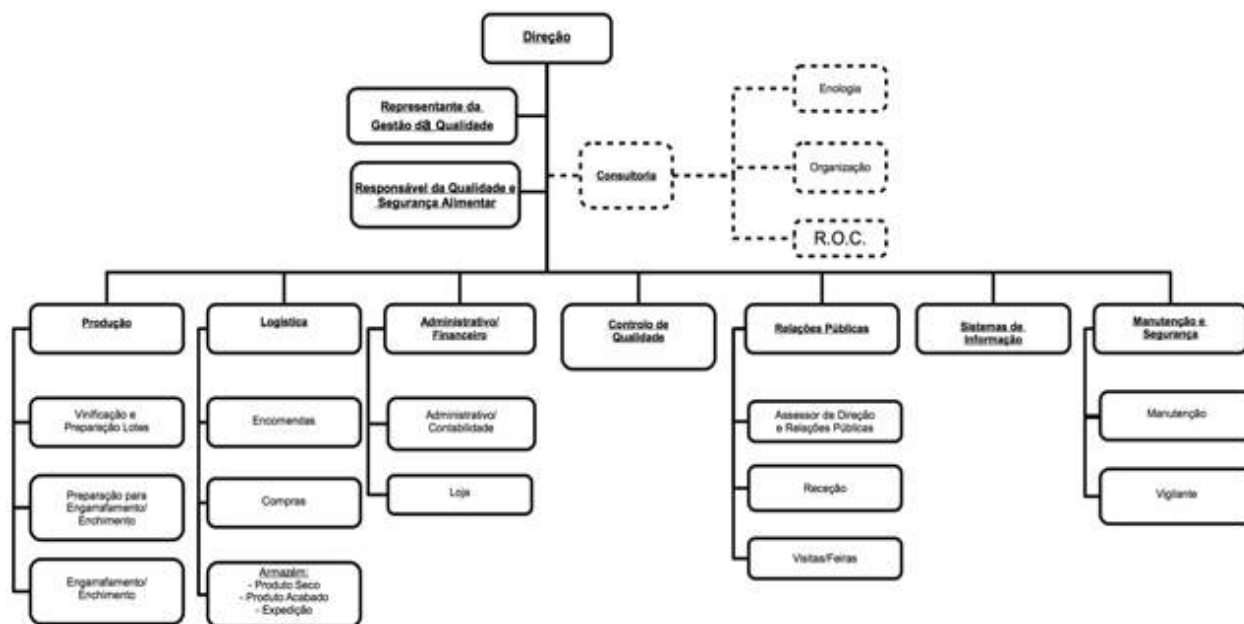 Direção
Representante da
Gestão da Qualidade
Responsável da Qualidade e
Segurança Alimentar
Consultoria
Enologia
Organização
R.O.C.
Produção
Vinificação e
Preparação Lotes
Preparação para
Engarrafamento/
Enchimento
Engarrafamento/
Enchimento
Logística
Encomendas
Compras
Armazém:
- Produto Seco
- Produto Acabado
- Expedição
Administrativo/
Financeiro
Administrativo/
Contabilidade
Loja
Controlo de
Qualidade
Relações Públicas
Assessor de Direção
e Relações Públicas
Receção
Visitas/Feiras
Sistemas de
Informação
Manutenção e
Segurança
Manutenção
Vigilante